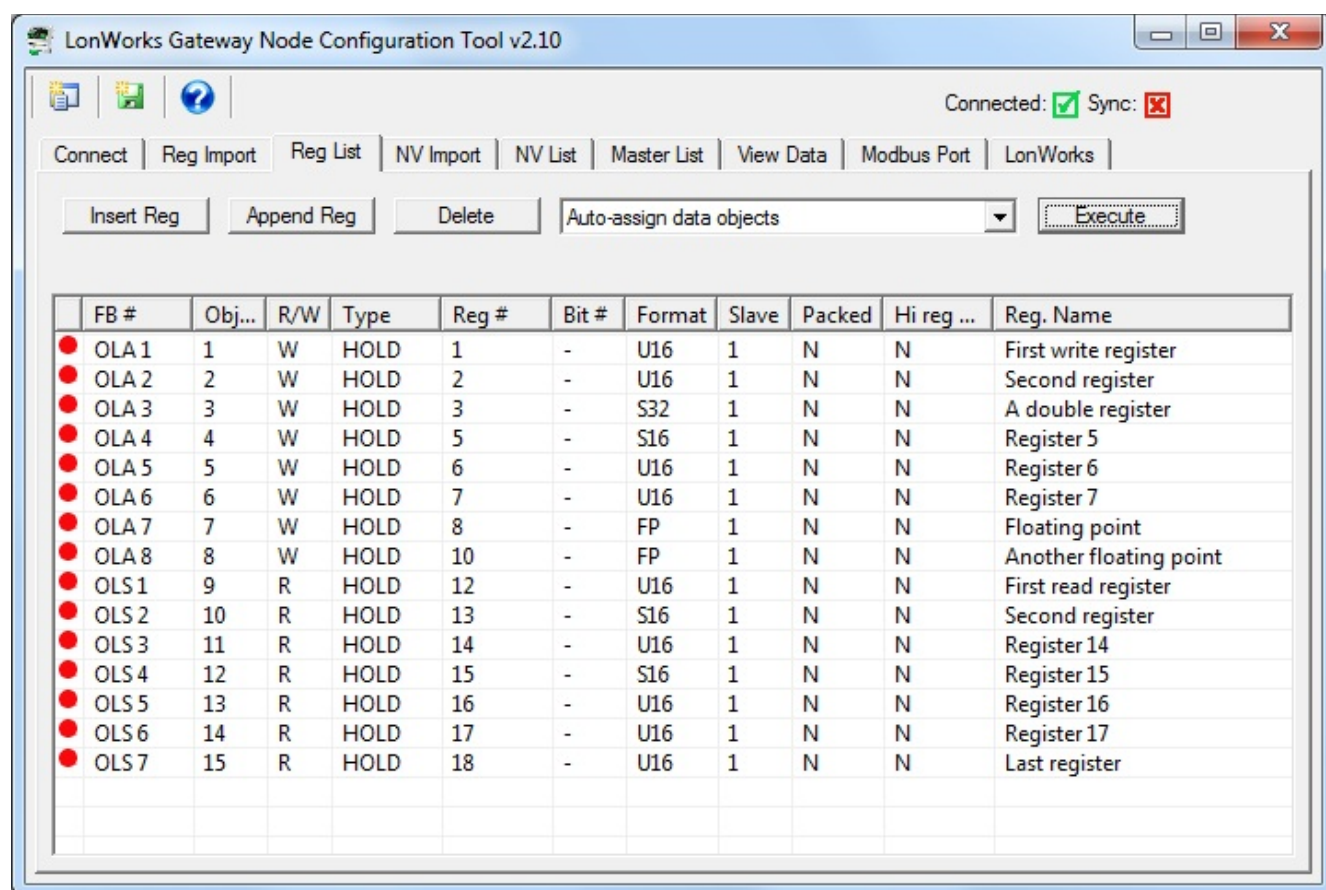 LonWorks Gateway Node Configuration Tool v2.10
Connected: Sync:
Connect Reg Import Reg List NV Import NV List Master List View Data Modbus Port LonWorks
Insert Reg Append Reg Delete Auto-assign data objects Execute
FB # Obj... R/W Type Reg # Bit # Format Slave Packed Hi reg ... Reg. Name
OLA 1 1 W HOLD 1 - U16 1 N N First write register
OLA 2 2 W HOLD 2 - U16 1 N N Second register
OLA 3 3 W HOLD 3 - S32 1 N N A double register
OLA 4 4 W HOLD 5 - S16 1 N N Register 5
OLA 5 5 W HOLD 6 - U16 1 N N Register 6
OLA 6 6 W HOLD 7 - U16 1 N N Register 7
OLA 7 7 W HOLD 8 - FP 1 N N Floating point
OLA 8 8 W HOLD 10 - FP 1 N N Another floating point
OLS 1 9 R HOLD 12 - U16 1 N N First read register
OLS 2 10 R HOLD 13 - S16 1 N N Second register
OLS 3 11 R HOLD 14 - U16 1 N N Register 14
OLS 4 12 R HOLD 15 - S16 1 N N Register 15
OLS 5 13 R HOLD 16 - U16 1 N N Register 16
OLS 6 14 R HOLD 17 - U16 1 N N Register 17
OLS 7 15 R HOLD 18 - U16 1 N N Last register